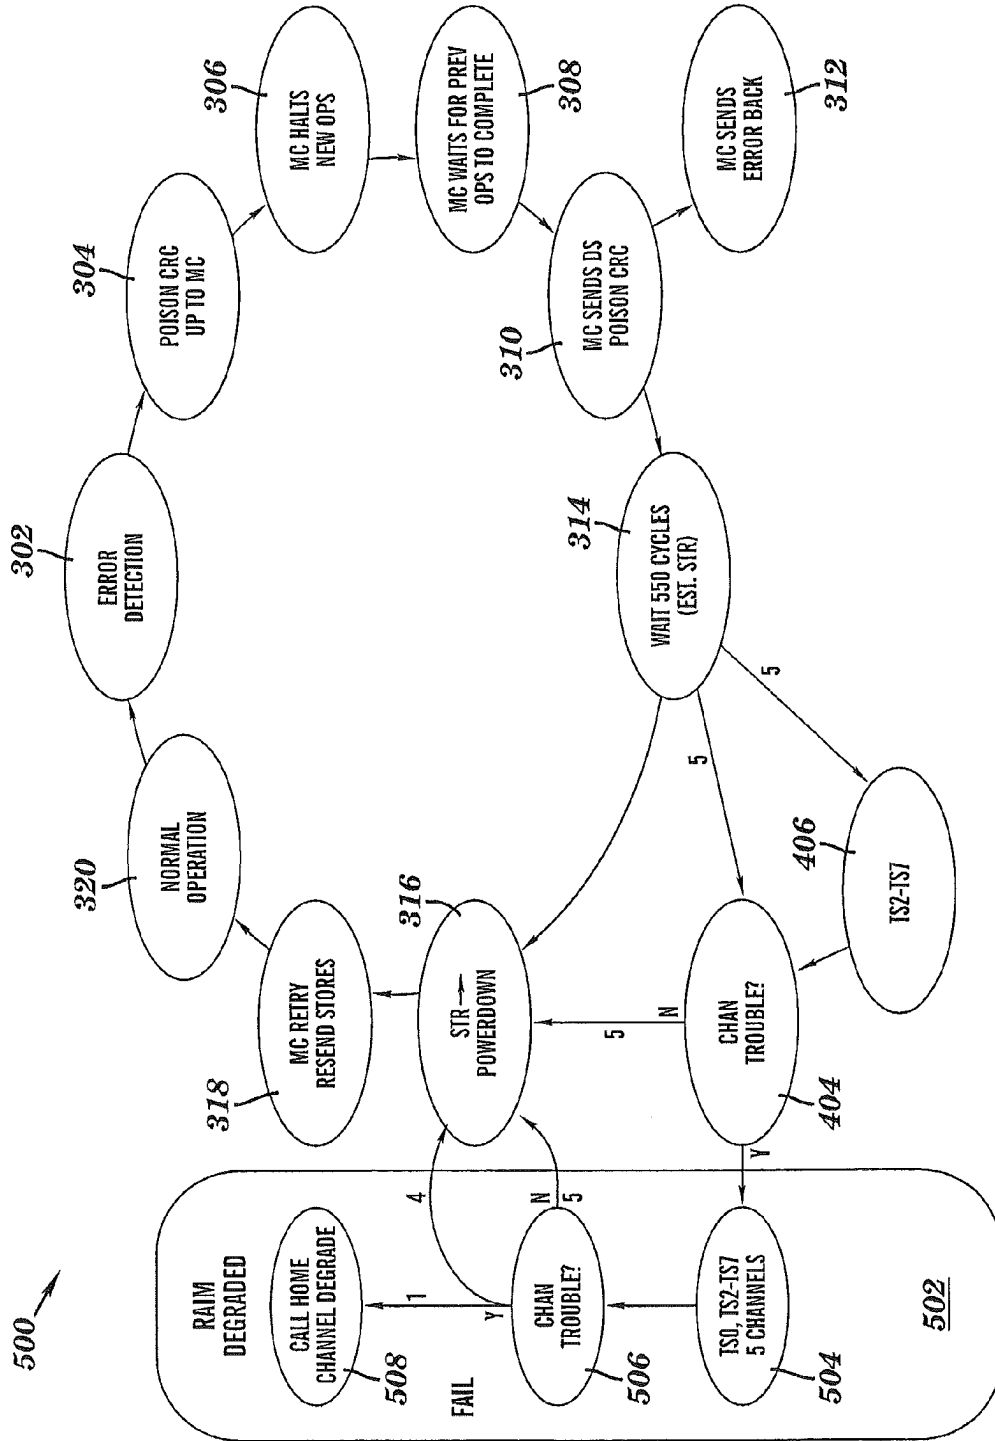 500
RAIM
DEGRADED
CALL HOME
CHANNEL DEGRADE
508
FAIL
1
Y
4
CHAN
TROUBLE?
506
N
5
TS0, TS2-TS7
5 CHANNELS
504
502
Y
MC RETRY
RESEND STORES
318
STR →
POWERDOWN
316
5
N
CHAN
TROUBLE?
404
NORMAL
OPERATION
320
TS2-TS7
406
5
5
ERROR
DETECTION
302
WAIT 550 CYCLES
(EST. STR)
314
POISON CRC
UP TO MC
304
MC SENDS DS
POISON CRC
310
MC HALTS
NEW OPS
306
MC WAITS FOR PREV
OPS TO COMPLETE
308
MC SENDS
ERROR BACK
312